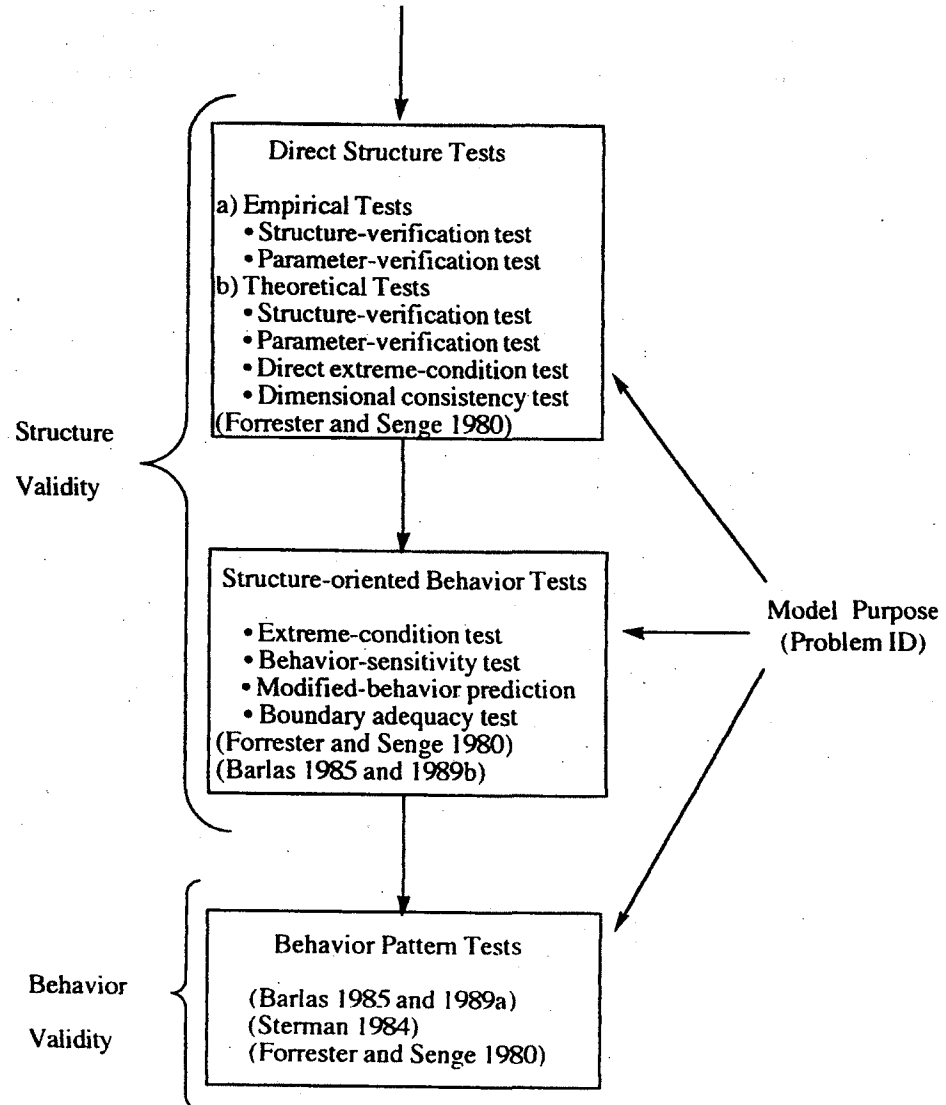 Direct Structure Tests
a) Empirical Tests
• Structure-verification test
• Parameter-verification test
b) Theoretical Tests
• Structure-verification test
• Parameter-verification test
• Direct extreme-condition test
• Dimensional consistency test
(Forrester and Senge 1980)
Structure
Validity
Structure-oriented Behavior Tests
• Extreme-condition test
• Behavior-sensitivity test
• Modified-behavior prediction
• Boundary adequacy test
(Forrester and Senge 1980)
(Barlas 1985 and 1989b)
Model Purpose
(Problem ID)
Behavior Pattern Tests
(Barlas 1985 and 1989a)
(Sterman 1984)
(Forrester and Senge 1980)
Behavior
Validity